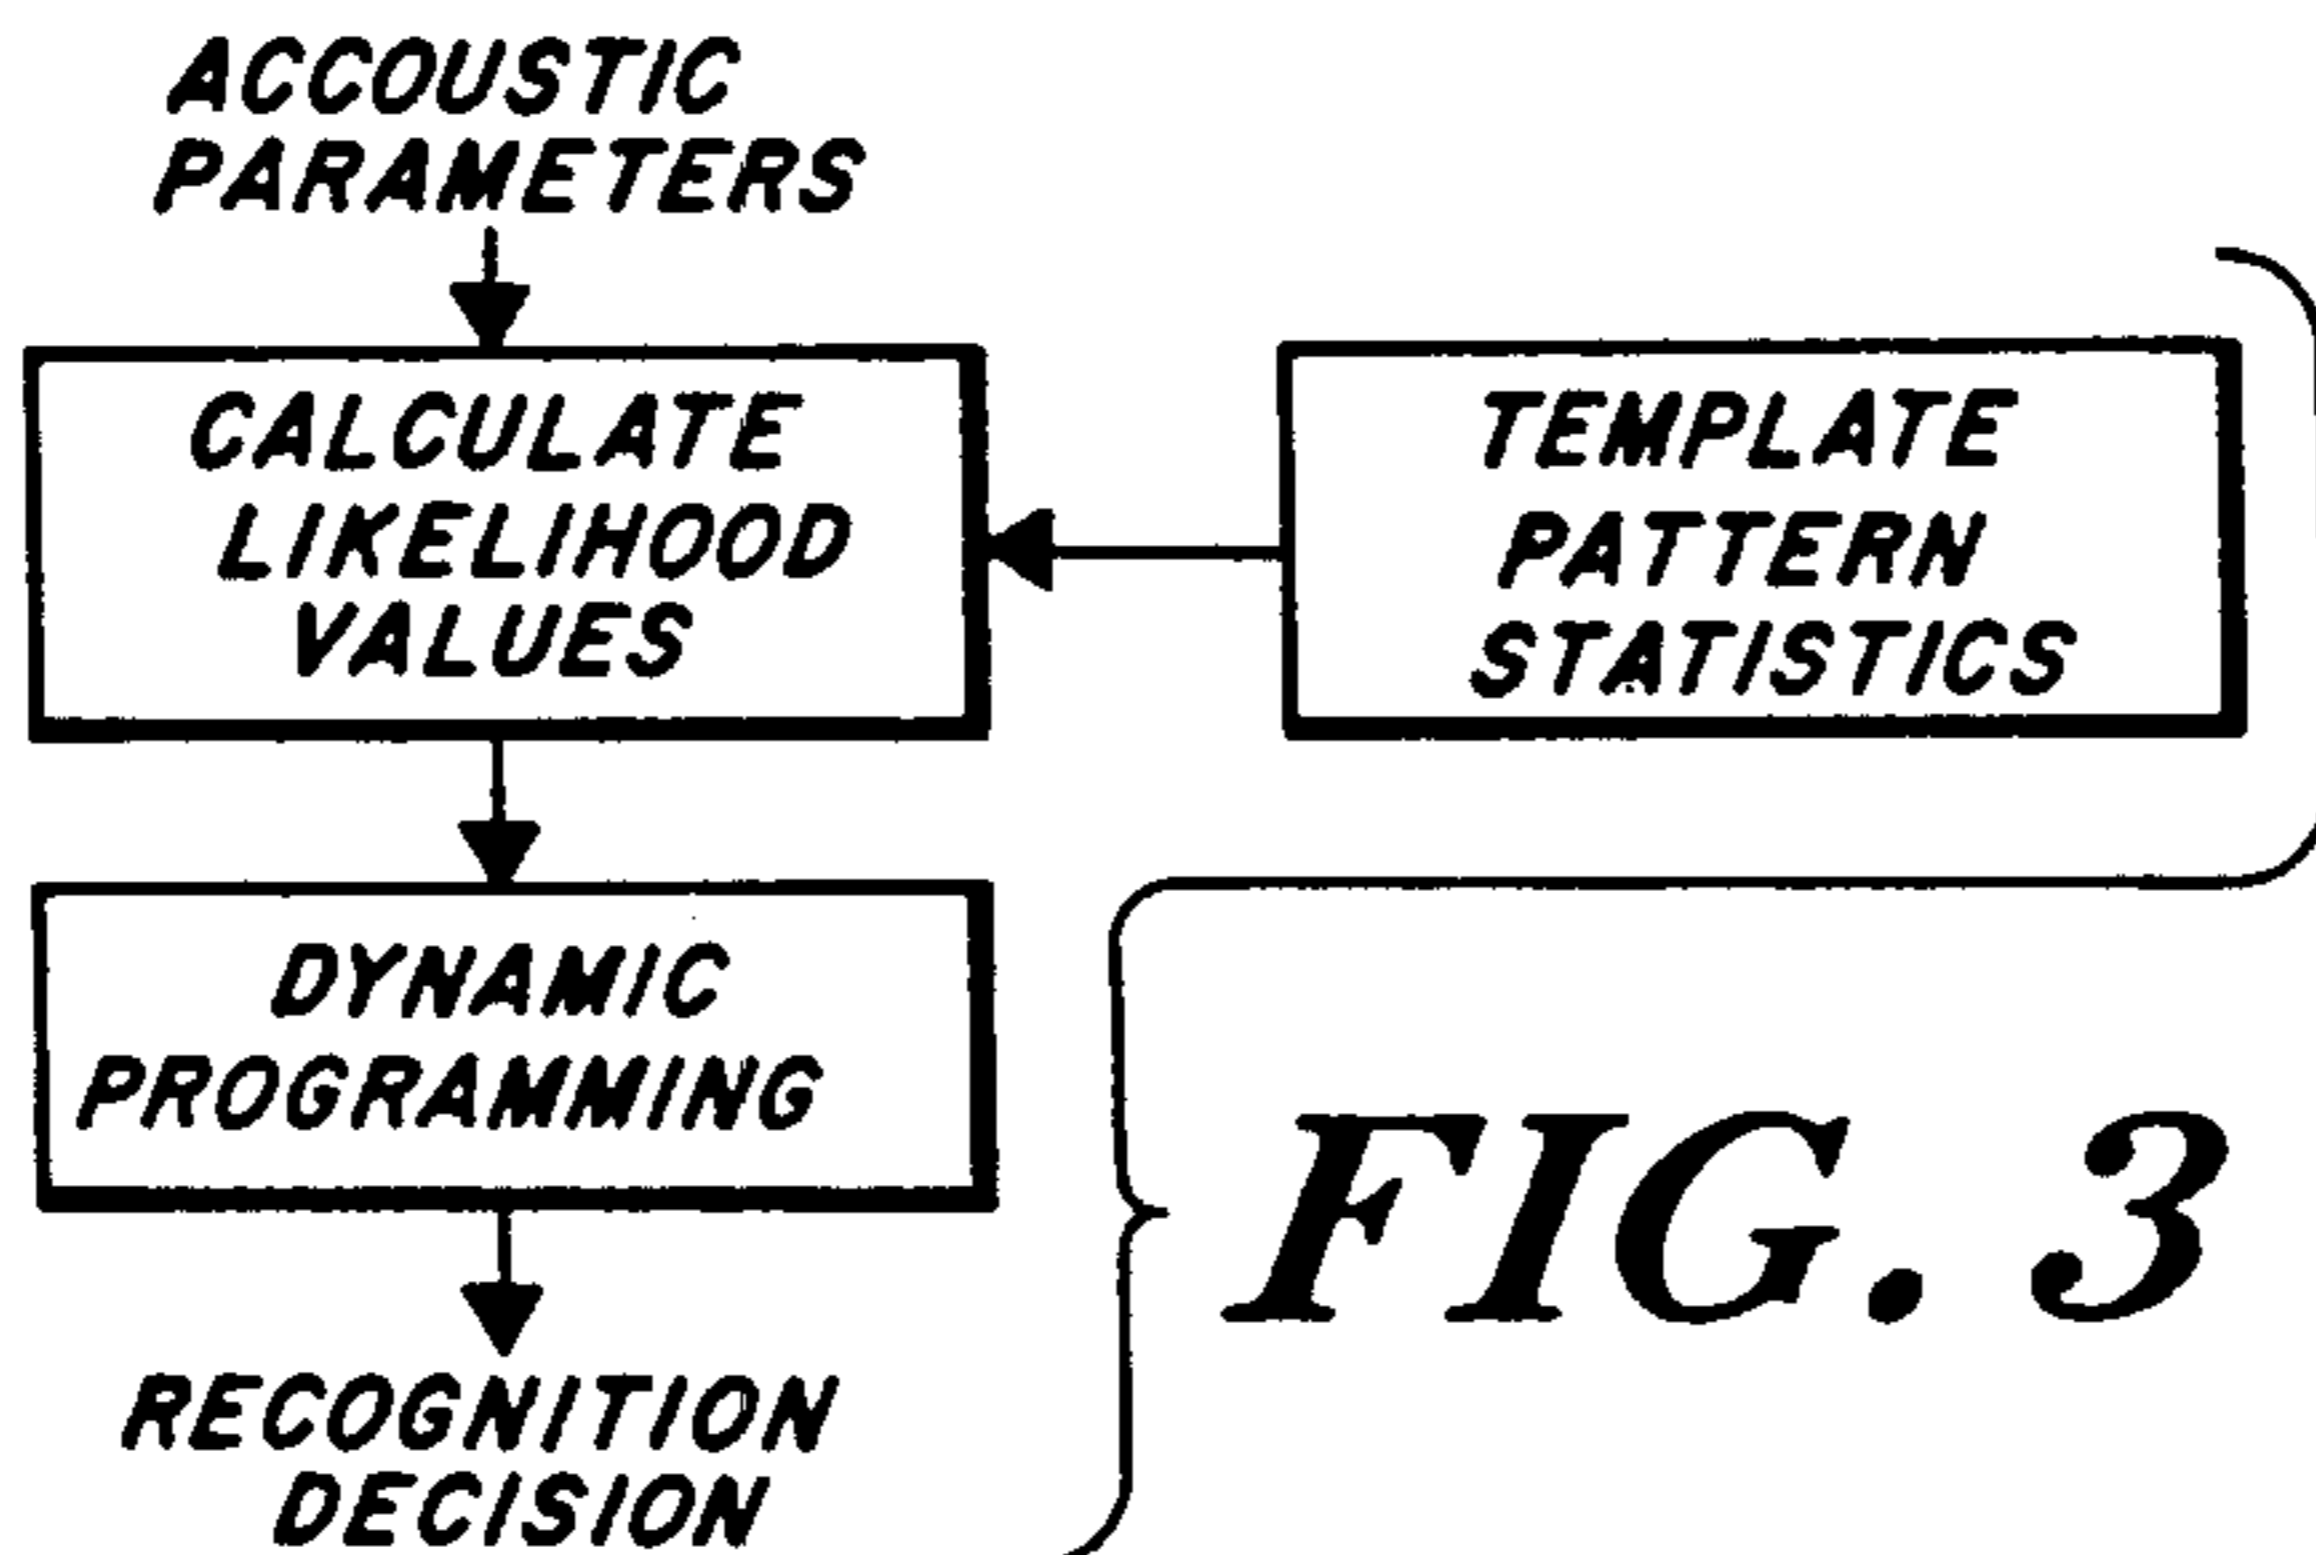 ACCOUSTIC
PARAMETERS
CALCULATE
LIKELIHOOD
VALUES
TEMPLATE
PATTERN
STATISTICS
DYNAMIC
PROGRAMMING
RECOGNITION
DECISION
FIG. 3